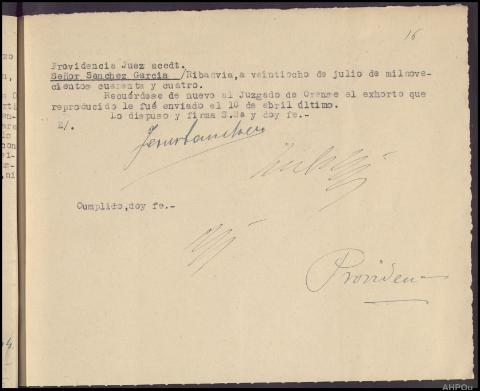 16
Providencia Juez accdt.
Señor Sanchez Garcia /Ribaavia,a veintiocho de julio de milnove-
cientos cuarenta y cuatro.
Recuérdese de nuevo al Juzgado de Orense el exhorto que
reproducido le fué enviado el 10 de abril último.
Lo dispuso y firma S.Sa y doy fe.-
E/.
Cumplido,doy fe.-
Providen-
AHPOu